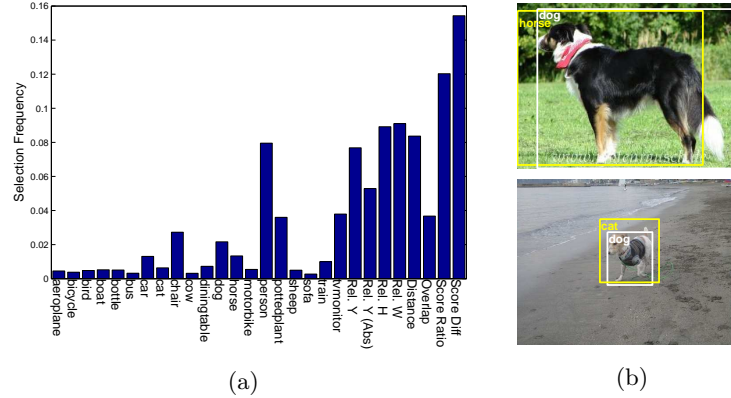 0.16
0.14
0.12
0.1
0.08
0.06
0.04
0.02
0
Selection Frequency
aeroplane
bicycle
bird
boat
bottle
bus
car
cat
chair
cow
diningtable
dog
horse
motorbike
person
pottedplant
sheep
sofa
train
tvmonitor
Rel. Y
Rel. Y (Abs)
Rel. H
Rel. W
Distance
Overlap
Score Ratio
Score Diff
(a)
dog
horse
cat
dog
(b)